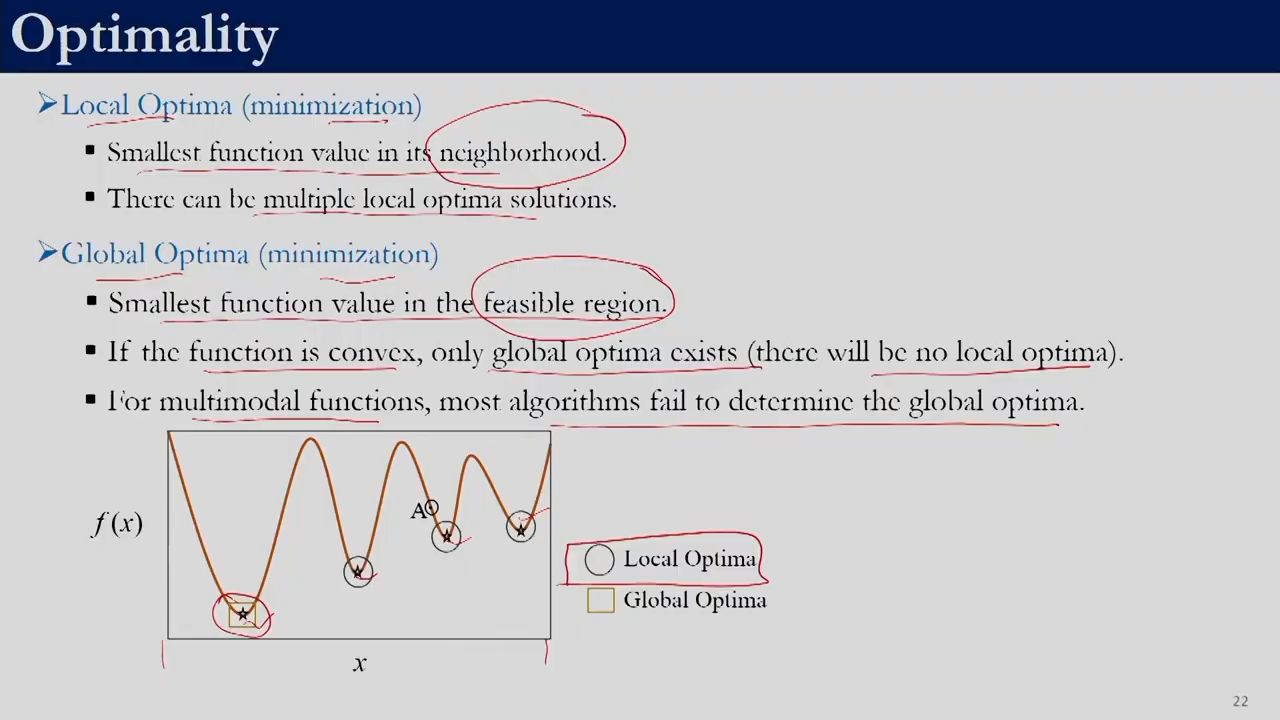 Optimality
➢Local Optima (minimization)
▪ Smallest function value in its neighborhood.
▪ There can be multiple local optima solutions.
➢Global Optima (minimization)
▪ Smallest function value in the feasible region.
▪ If the function is convex, only global optima exists (there will be no local optima).
▪ For multimodal functions, most algorithms fail to determine the global optima.
A
f(x)
Local Optima
Global Optima
x
22